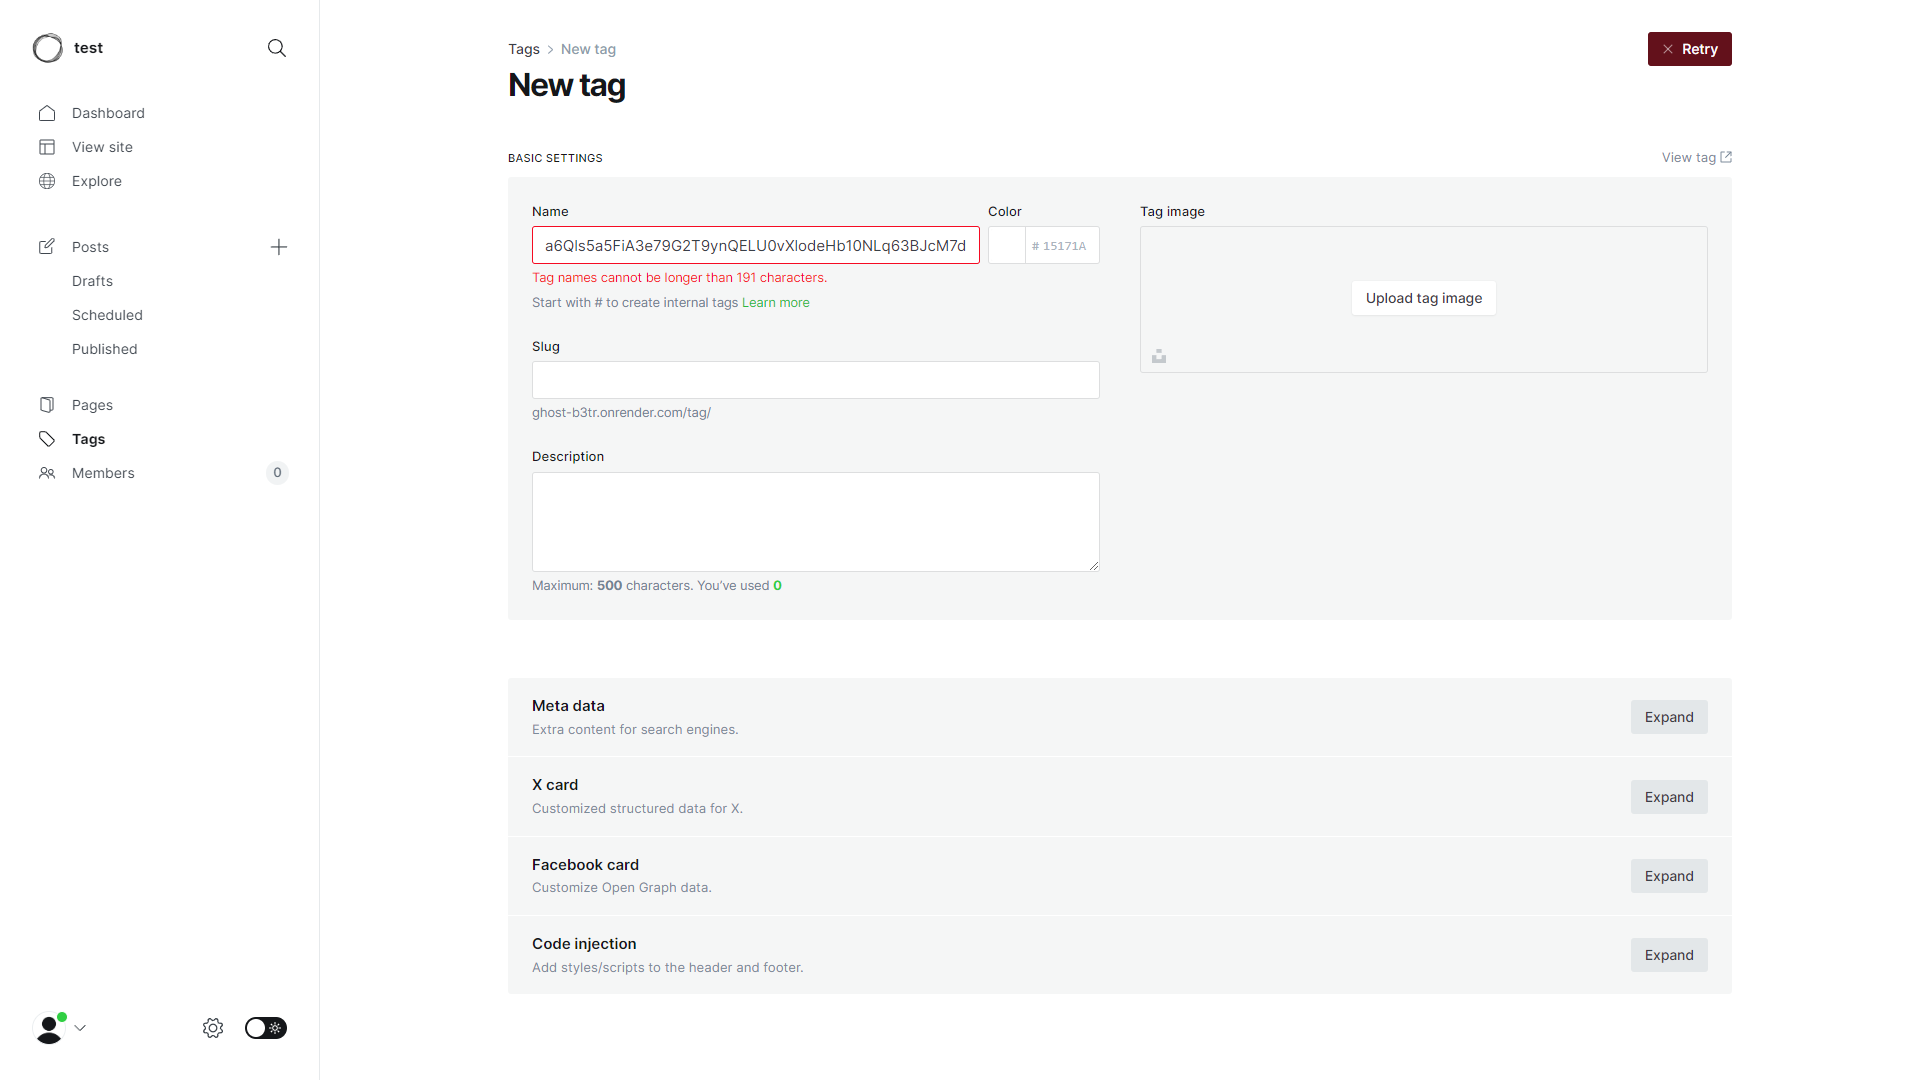 test
Dashboard
View site
Explore
Posts
Drafts
Scheduled
Published
Pages
Tags
Members
0
Tags > New tag
New tag
Retry
BASIC SETTINGS
View tag
Name
a6Qls5a5FiA3e79G2T9ynQELU0vXlodeHb10NLq63BJcM7d
Tag names cannot be longer than 191 characters.
Start with # to create internal tags Learn more
Color
# 15171A
Slug
ghost-b3tr.onrender.com/tag/
Description
Maximum: 500 characters. You’ve used 0
Tag image
Upload tag image
Meta data
Extra content for search engines.
Expand
X card
Customized structured data for X.
Expand
Facebook card
Customize Open Graph data.
Expand
Code injection
Add styles/scripts to the header and footer.
Expand